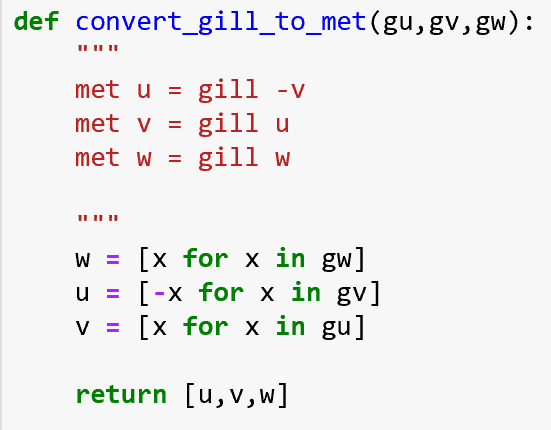 def convert_gill_to_met(gu,gv,gw):
    """
    met u = gill -v
    met v = gill u
    met w = gill w

    """
    w = [x for x in gw]
    u = [-x for x in gv]
    v = [x for x in gu]

    return [u,v,w]